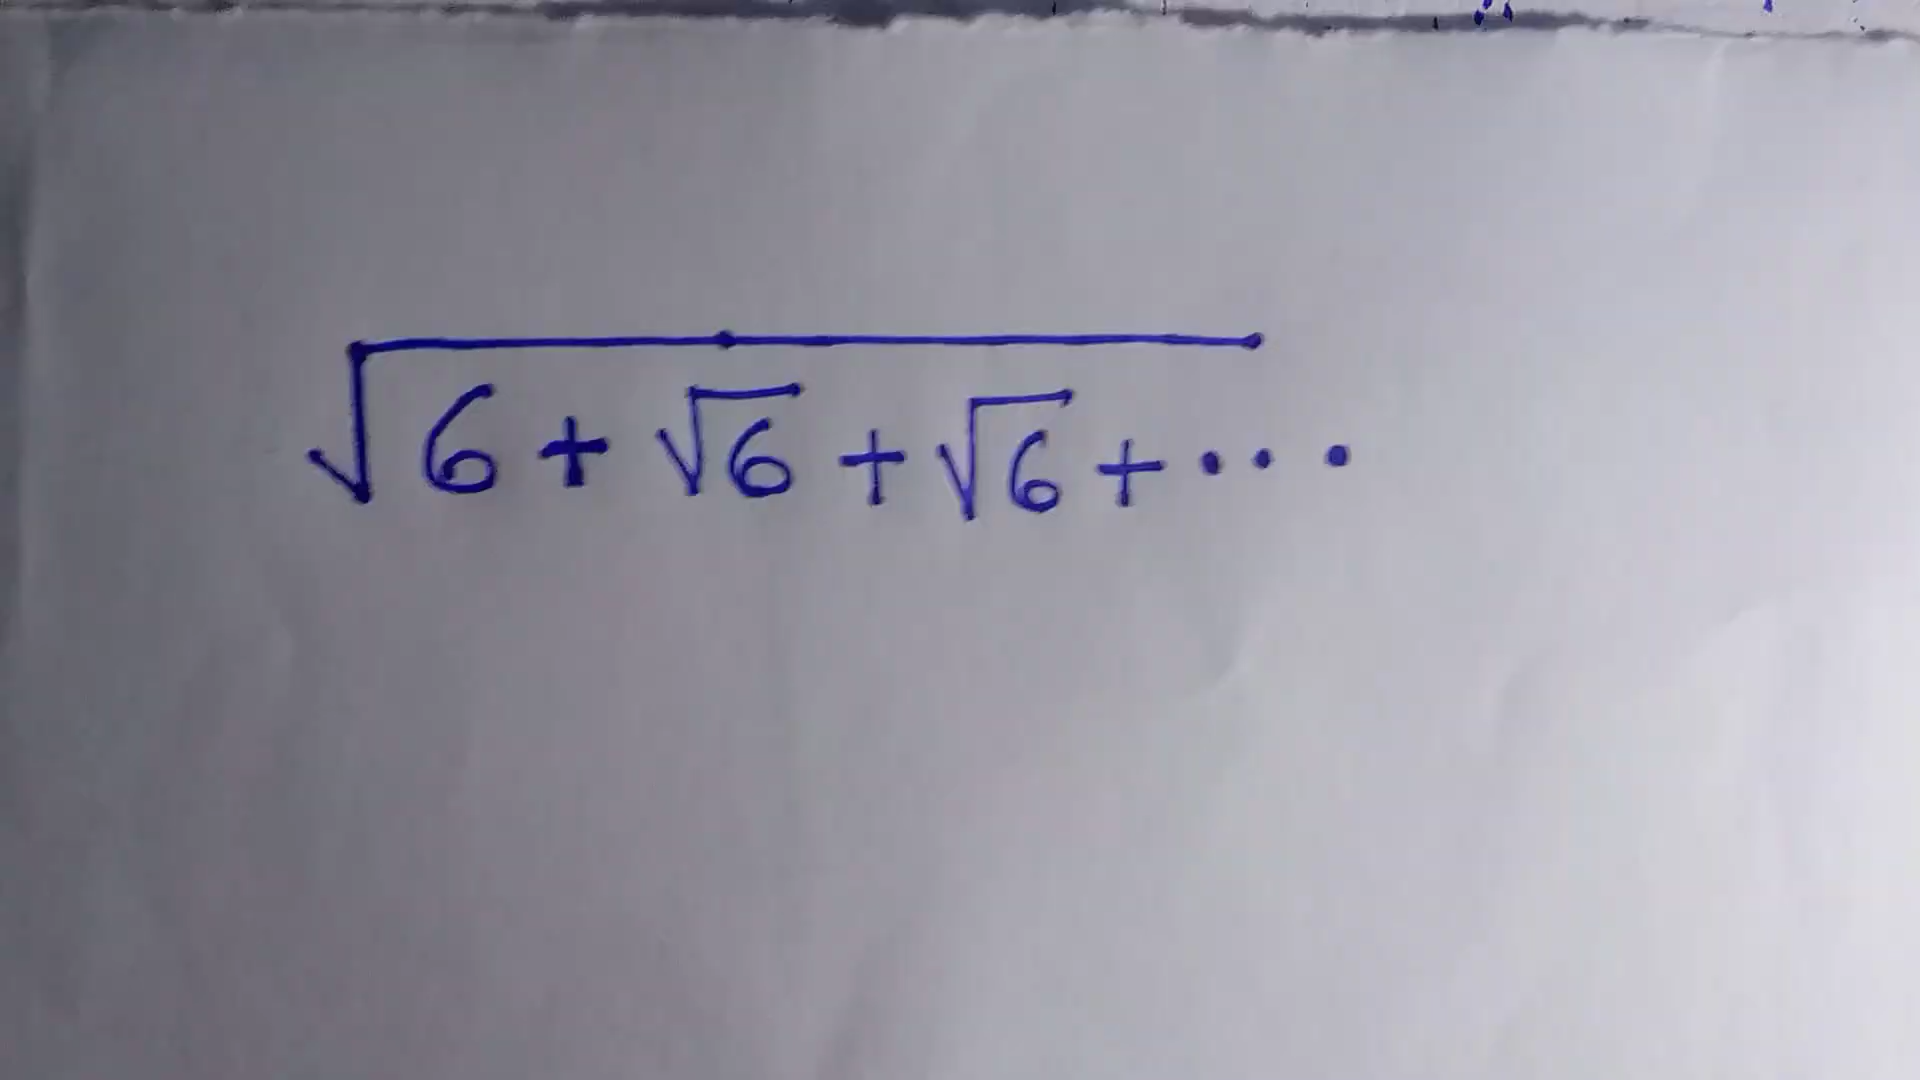 √6 + √6 + √6 + ...